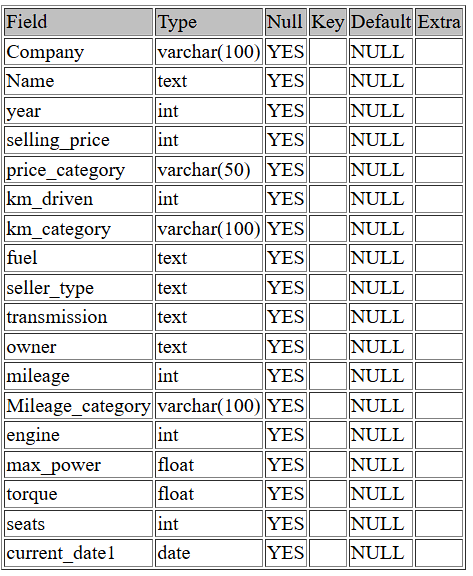 Field Type Null Key Default Extra
Company varchar(100) YES NULL
Name text YES NULL
year int YES NULL
selling_price int YES NULL
price_category varchar(50) YES NULL
km_driven int YES NULL
km_category varchar(100) YES NULL
fuel text YES NULL
seller_type text YES NULL
transmission text YES NULL
owner text YES NULL
mileage int YES NULL
Mileage_category varchar(100) YES NULL
engine int YES NULL
max_power float YES NULL
torque float YES NULL
seats int YES NULL
current_date1 date YES NULL